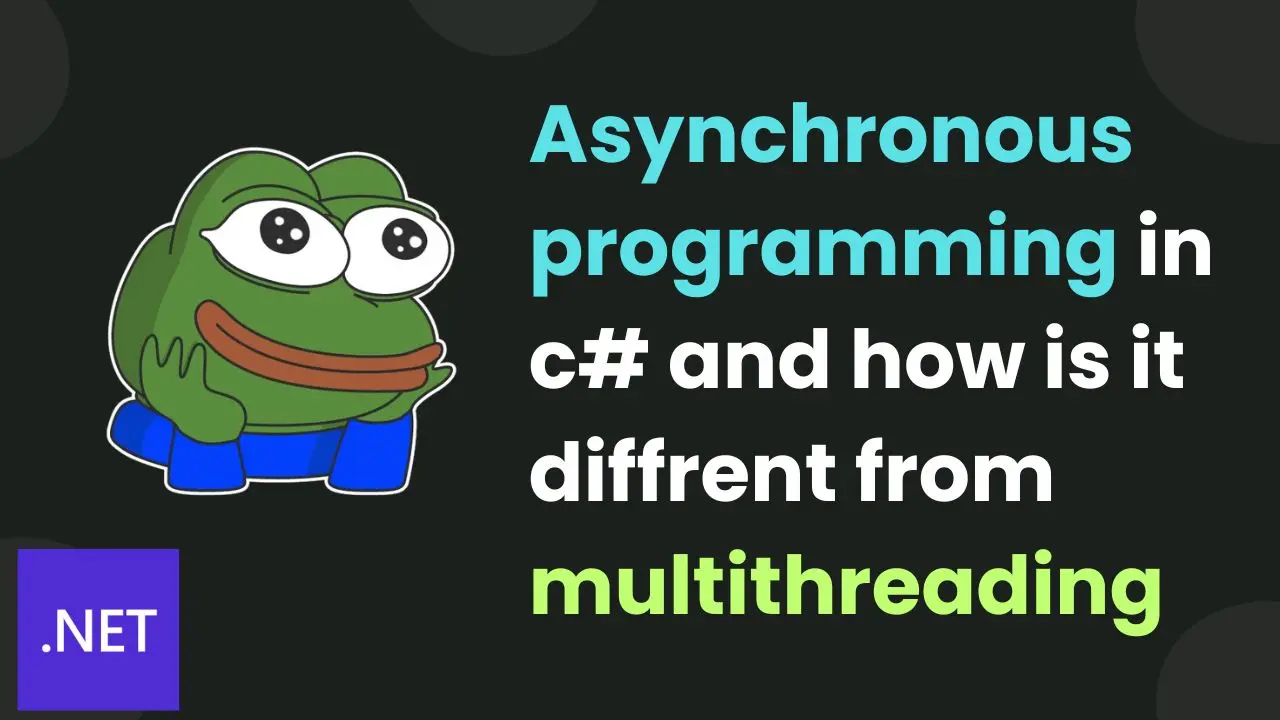 Asynchronous
programming in
c# and how is it
diffrent from
multithreading
.NET